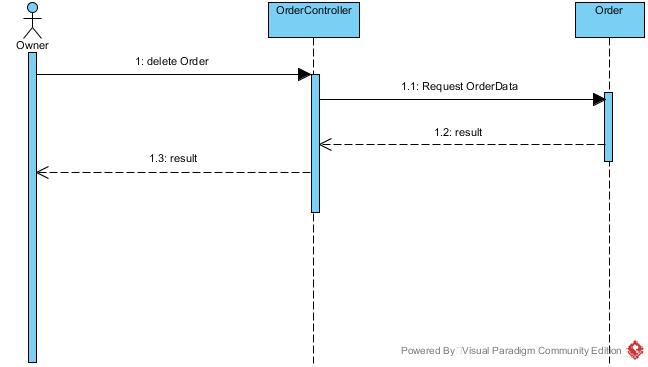 OrderController
Order
Owner
1: delete Order
1.1: Request OrderData
1.2: result
1.3: result
Powered By Visual Paradigm Community Edition